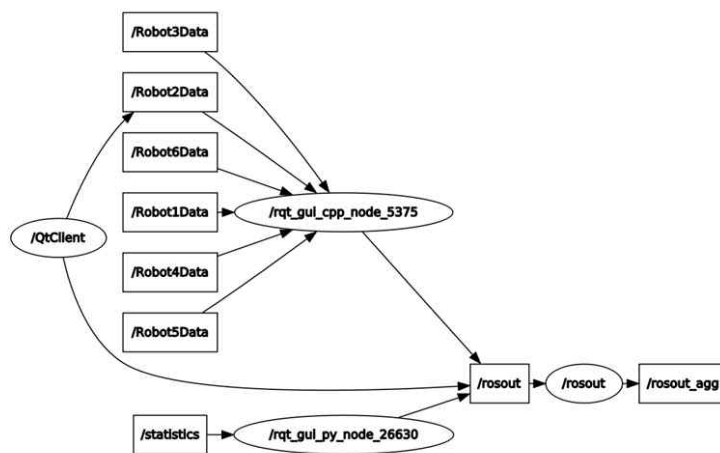 /Robot3Data
/Robot2Data
/Robot6Data
/Robot1Data
/rqt_gui_cpp_node_5375
/QtClient
/Robot4Data
/Robot5Data
/rosout
/rosout
/rosout_agg
/statistics
/rqt_gui_py_node_26630